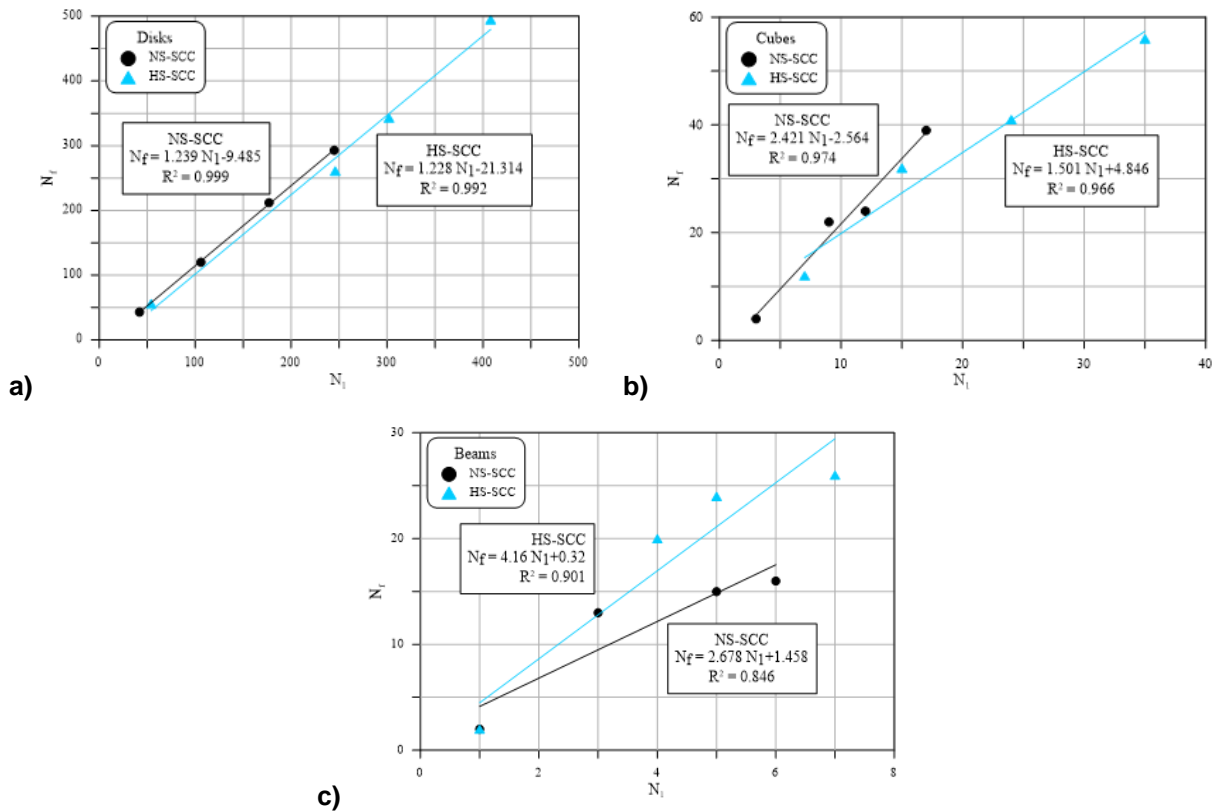 Disks
NS-SCC
HS-SCC
NS-SCC
Nf = 1.239 N1-9.485
R² = 0.999
HS-SCC
Nf = 1.228 N1-21.314
R² = 0.992
500
400
300
200
100
0
Nf
0 100 200 300 400 500
N1
a)
Cubes
NS-SCC
HS-SCC
NS-SCC
Nf = 2.421 N1-2.564
R² = 0.974
HS-SCC
Nf = 1.501 N1+4.846
R² = 0.966
60
40
20
0
Nf
0 10 20 30 40
N1
b)
Beams
NS-SCC
HS-SCC
HS-SCC
Nf = 4.16 N1+0.32
R² = 0.901
NS-SCC
Nf = 2.678 N1+1.458
R² = 0.846
30
20
10
0
Nf
0 2 4 6 8
N1
c)